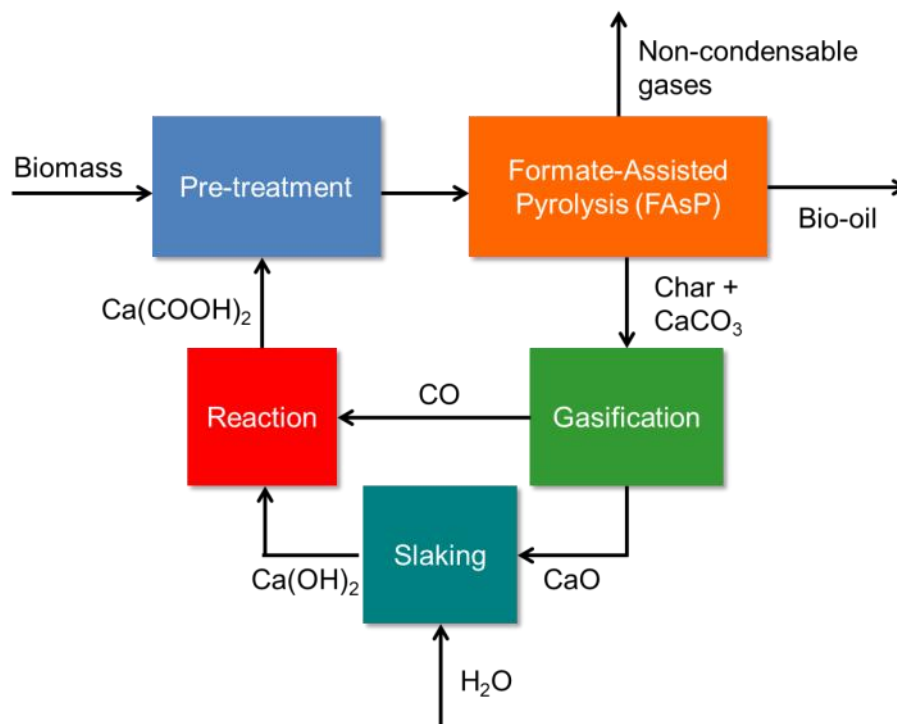 Non-condensable
gases
Biomass
Pre-treatment
Formate-Assisted
Pyrolysis (FAsP)
Bio-oil
Ca(COOH)₂
Char +
CaCO₃
Reaction
CO
Gasification
Slaking
Ca(OH)₂
CaO
H₂O